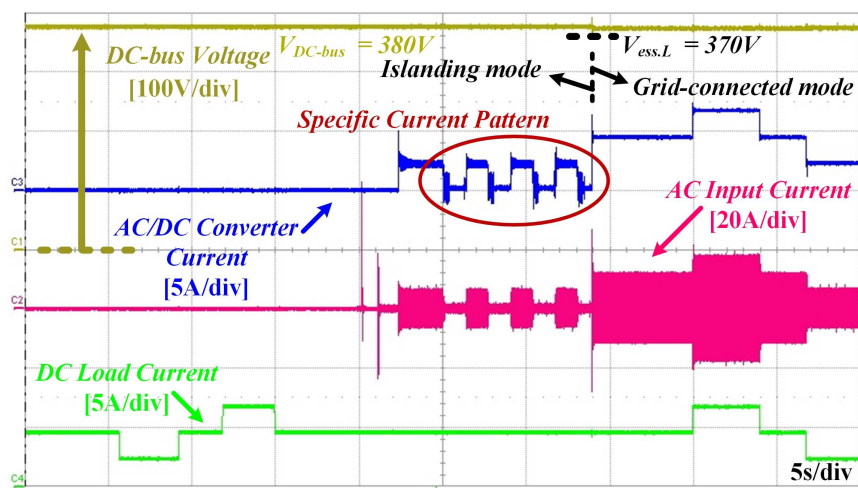 DC-bus Voltage
[100V/div]
V_DC-bus = 380V
V_ess.L = 370V
Islanding mode
Grid-connected mode
Specific Current Pattern
C3
AC/DC Converter
Current
[5A/div]
AC Input Current
[20A/div]
C1
C2
DC Load Current
[5A/div]
C4
5s/div